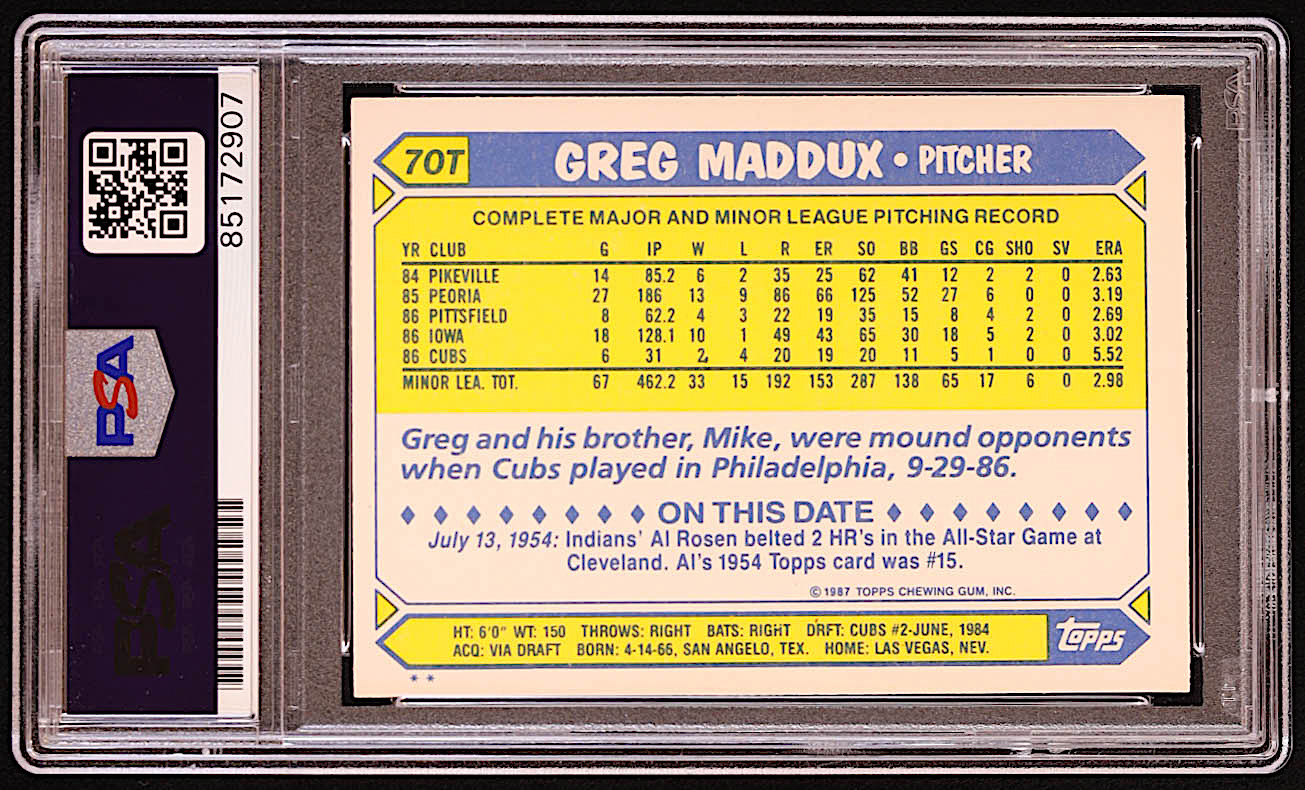 70T GREG MADDUX • PITCHER
COMPLETE MAJOR AND MINOR LEAGUE PITCHING RECORD
YR CLUB G IP W L R ER SO BB GS CG SHO SV ERA
84 PIKEVILLE 14 85.2 6 2 35 25 62 41 12 2 2 0 2.63
85 PEORIA 27 186 13 9 86 66 125 52 27 6 0 0 3.19
86 PITTSFIELD 8 62.2 4 3 22 19 35 15 8 4 2 0 2.69
86 IOWA 18 128.1 10 1 49 43 65 30 18 5 2 0 3.02
86 CUBS 6 31 2 4 20 19 20 11 5 1 0 0 5.52
MINOR LEA. TOT. 67 462.2 33 15 192 153 287 138 65 17 6 0 2.98
Greg and his brother, Mike, were mound opponents
when Cubs played in Philadelphia, 9-29-86.
ON THIS DATE
July 13, 1954: Indians' Al Rosen belted 2 HR's in the All-Star Game at
Cleveland. Al's 1954 Topps card was #15.
© 1987 TOPPS CHEWING GUM, INC.
HT: 6'0" WT: 150 THROWS: RIGHT BATS: RIGHT DRFT: CUBS #2-JUNE, 1984
ACQ: VIA DRAFT BORN: 4-14-66, SAN ANGELO, TEX. HOME: LAS VEGAS, NEV.
topps
* *
85172907
PSA
PSA
PSA